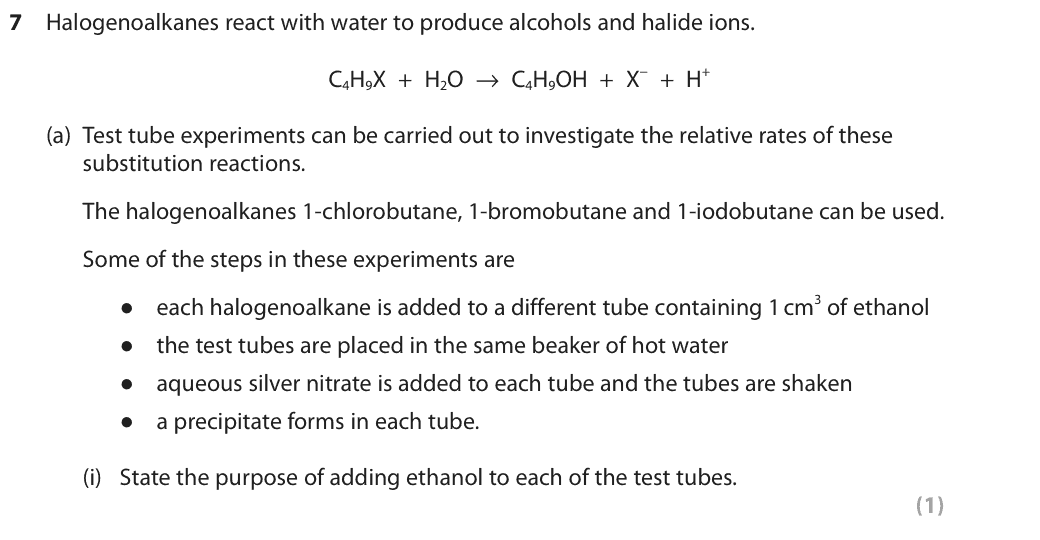 7 Halogenoalkanes react with water to produce alcohols and halide ions.
C₄H₉X + H₂O → C₄H₉OH + X⁻ + H⁺
(a) Test tube experiments can be carried out to investigate the relative rates of these
substitution reactions.
The halogenoalkanes 1-chlorobutane, 1-bromobutane and 1-iodobutane can be used.
Some of the steps in these experiments are
● each halogenoalkane is added to a different tube containing 1 cm³ of ethanol
● the test tubes are placed in the same beaker of hot water
● aqueous silver nitrate is added to each tube and the tubes are shaken
● a precipitate forms in each tube.
(i) State the purpose of adding ethanol to each of the test tubes.
(1)